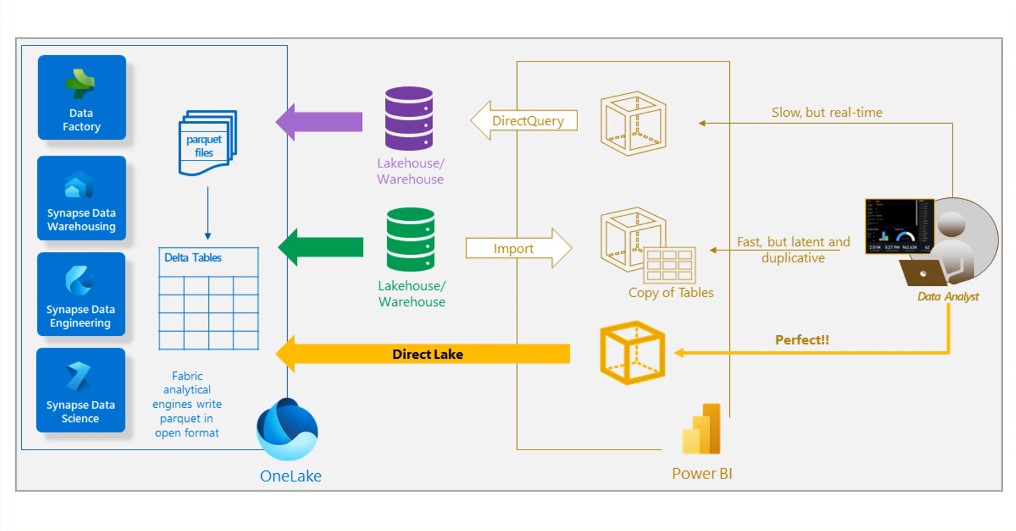 Data
Factory
Synapse Data
Warehousing
Synapse Data
Engineering
Synapse Data
Science
parquet
files
Delta Tables
Fabric
analytical
engines write
parquet in
open format
OneLake
Lakehouse/
Warehouse
Lakehouse/
Warehouse
DirectQuery
Import
Direct Lake
Copy of Tables
Power BI
Slow, but real-time
Fast, but latent and
duplicative
Perfect!!
Data Analyst